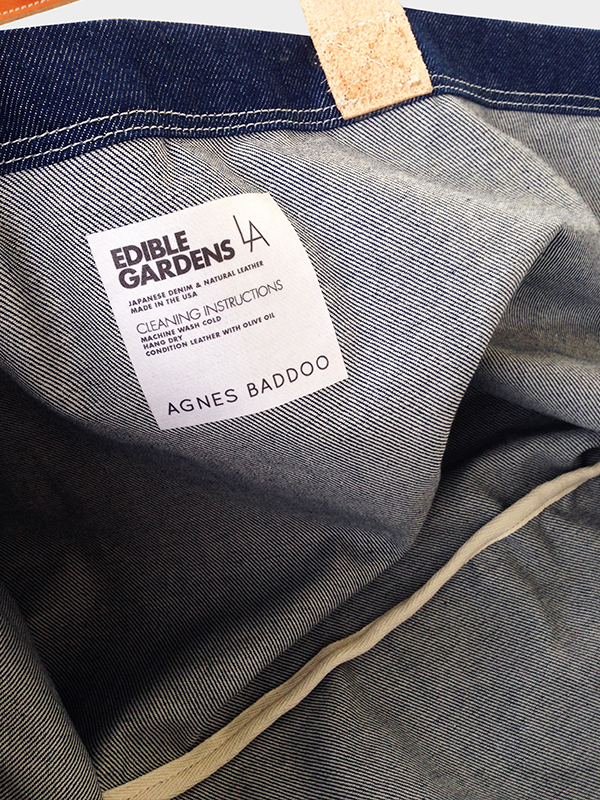 EDIBLE
GARDENS LA
JAPANESE DENIM & NATURAL LEATHER
MADE IN THE USA
CLEANING INSTRUCTIONS
MACHINE WASH COLD
HANG DRY
CONDITION LEATHER WITH OLIVE OIL
AGNES BADDOO